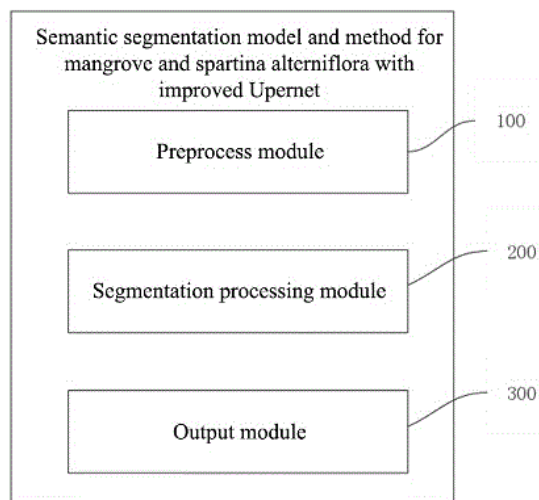 Semantic segmentation model and method for
mangrove and spartina alterniflora with
improved Upernet
Preprocess module
100
Segmentation processing module
200
Output module
300